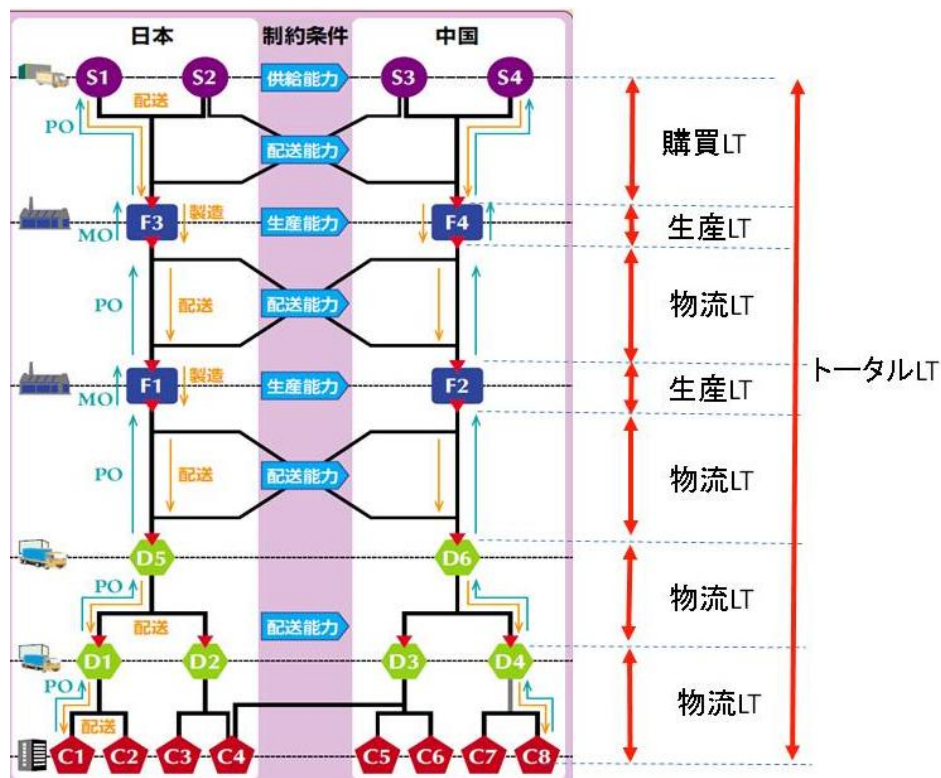 日本 制約条件 中国
S1 S2 供給能力 S3 S4
配送
PO
配送能力
購買LT
F3 製造 生産能力 F4 生産LT
MO
PO 配送 配送能力 物流LT
トータルLT
F1 製造 生産能力 F2 生産LT
MO
PO 配送 配送能力 物流LT
D5 D6
PO
配送 配送能力
物流LT
D1 D2 D3 D4
PO
配送
物流LT
C1 C2 C3 C4 C5 C6 C7 C8